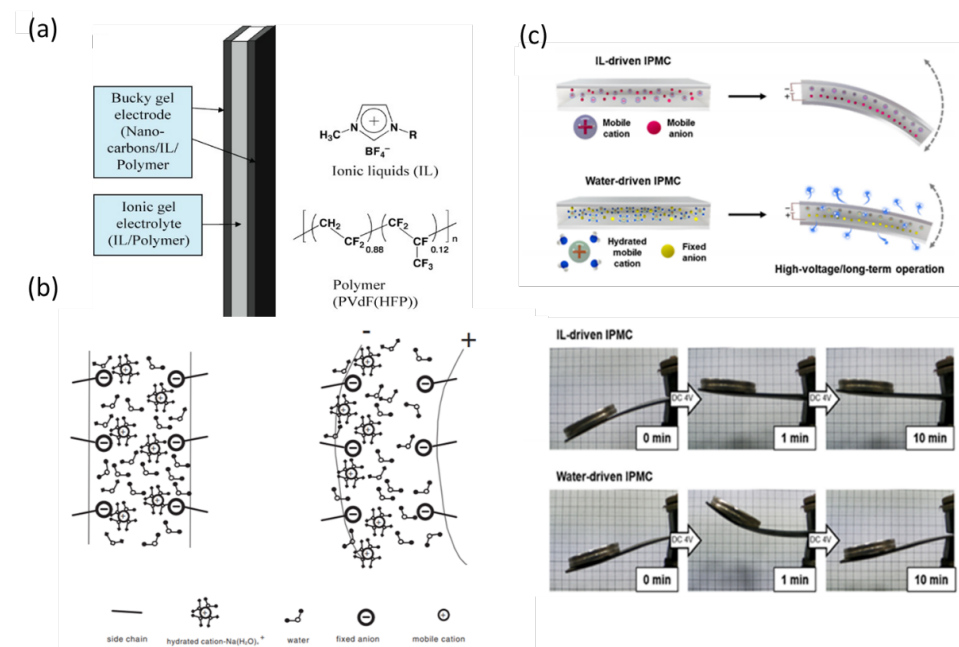 (a)
Bucky gel
electrode
(Nano-
carbons/IL/
Polymer
Ionic gel
electrolyte
(IL/Polymer)
H₃C
N
+
N
R
BF₄⁻
Ionic liquids (IL)
CH₂
CF₂
0.88
CF₂
CF
CF₃
0.12
n
Polymer
(PVdF(HFP))
(b)
-
+
side chain
hydrated cation-Na(H₂O)ₓ⁺
water
fixed anion
mobile cation
(c)
IL-driven IPMC
Mobile
cation
Mobile
anion
Water-driven IPMC
Hydrated
mobile
cation
Fixed
anion
High-voltage/long-term operation
IL-driven IPMC
0 min
DC 4V
1 min
DC 4V
10 min
Water-driven IPMC
0 min
DC 4V
1 min
DC 4V
10 min